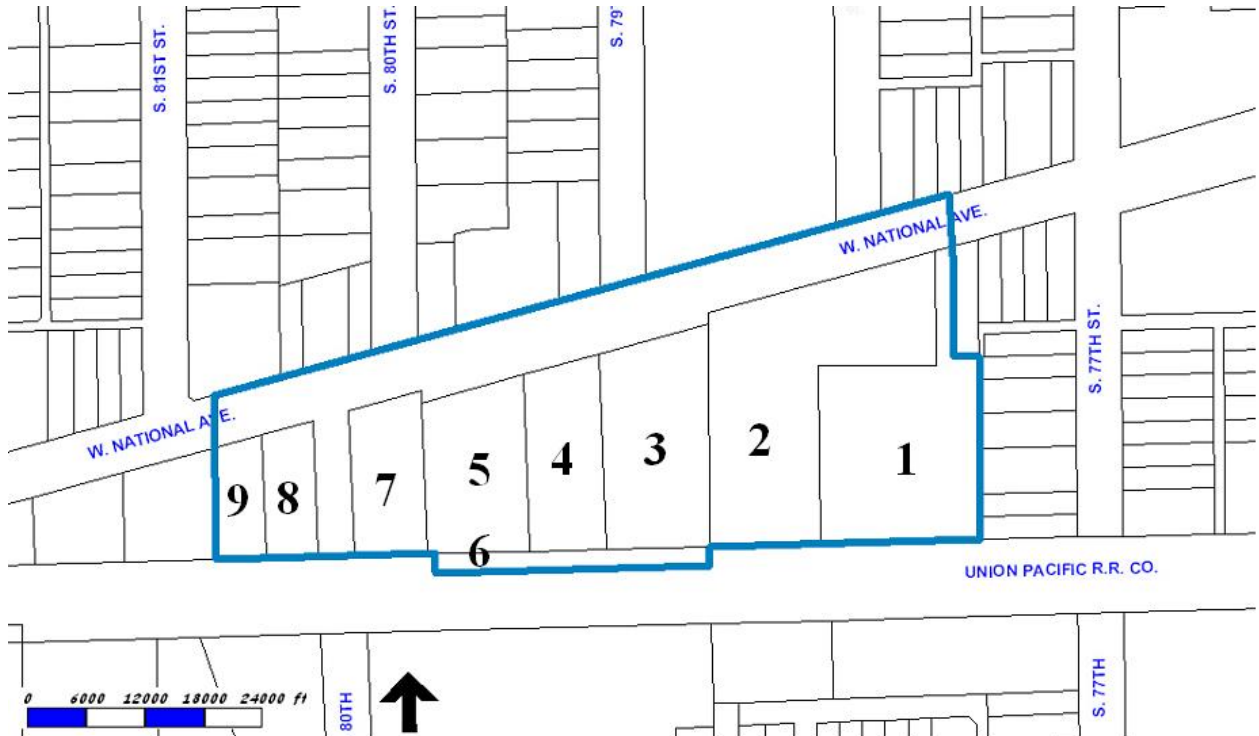 S. 81ST ST.
S. 80TH ST.
S. 79T
W. NATIONAL AVE.
S. 77TH ST.
W. NATIONAL AVE.
1
2
3
4
5
6
7
8
9
UNION PACIFIC R.R. CO.
80TH
S. 77TH
0 6000 12000 18000 24000 ft